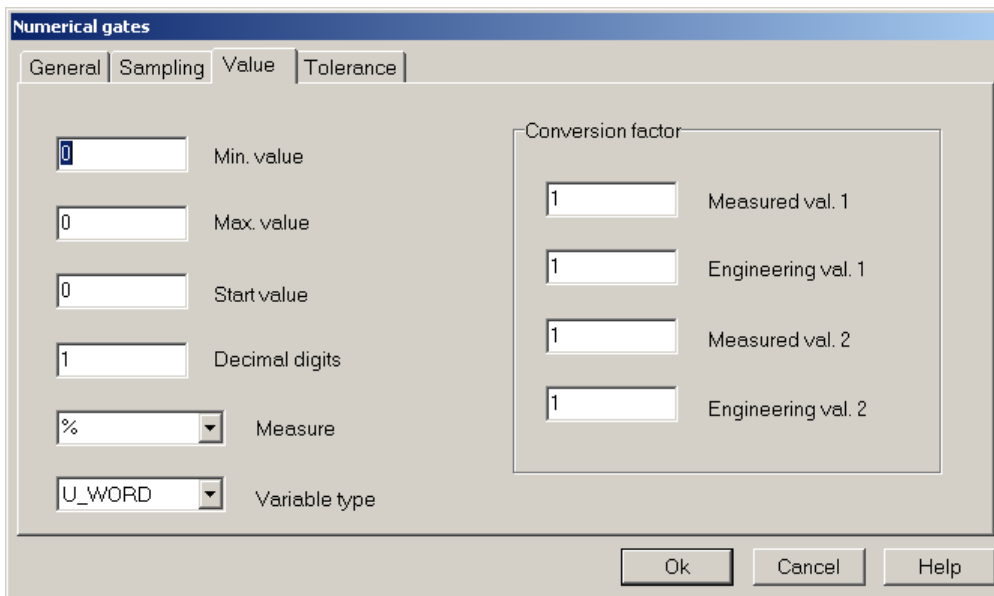 Numerical gates
General Sampling Value Tolerance
0 Min. value
0 Max. value
0 Start value
1 Decimal digits
% Measure
U_WORD Variable type
Conversion factor
1 Measured val. 1
1 Engineering val. 1
1 Measured val. 2
1 Engineering val. 2
Ok Cancel Help